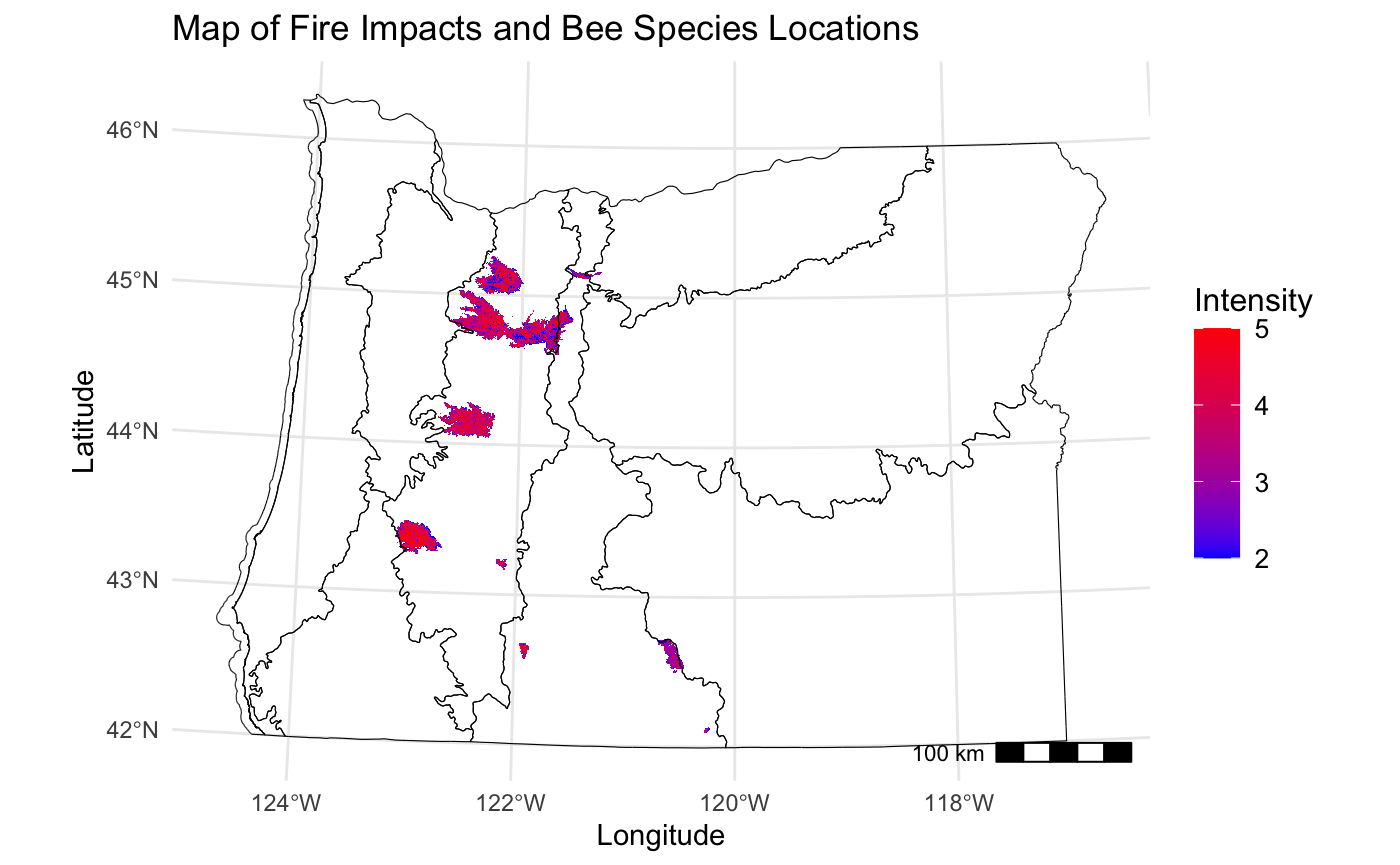 Map of Fire Impacts and Bee Species Locations
46°N
45°N
44°N
43°N
42°N
Latitude
124°W
122°W
120°W
118°W
Longitude
100 km
Intensity
5
4
3
2